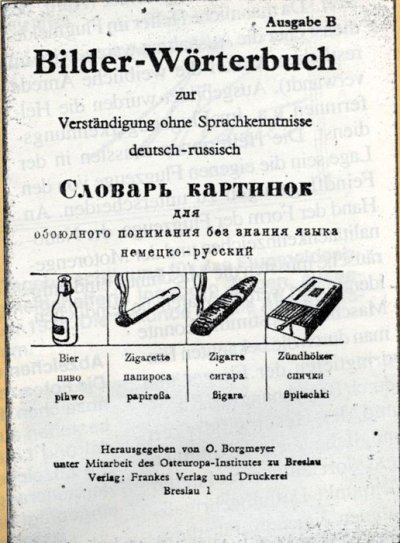 Ausgabe B
Bilder-Wörterbuch
zur
Verständigung ohne Sprachkenntnisse
deutsch-russisch
Словарь картинок
для
обоюдного понимания без знания языка
немецко-русский
Bier Zigarette Zigarre Zündhölzer
пиво папироса сигара спички
pihwo papiroßa ßigara ßpitschki
Herausgegeben von O. Borgmeyer
unter Mitarbeit des Osteuropa-Institutes zu Breslau
Verlag: Frankes Verlag und Druckerei
Breslau 1